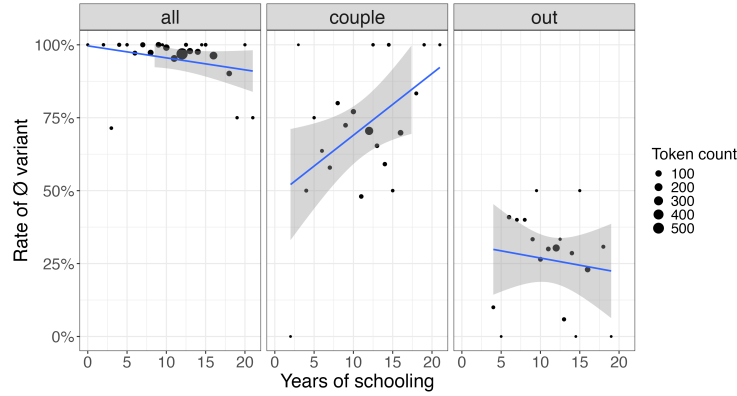 all couple out
100%
75%
50%
25%
0%
Rate of Ø variant
0 5 10 15 20 0 5 10 15 20 0 5 10 15 20
Years of schooling
Token count
100
200
300
400
500